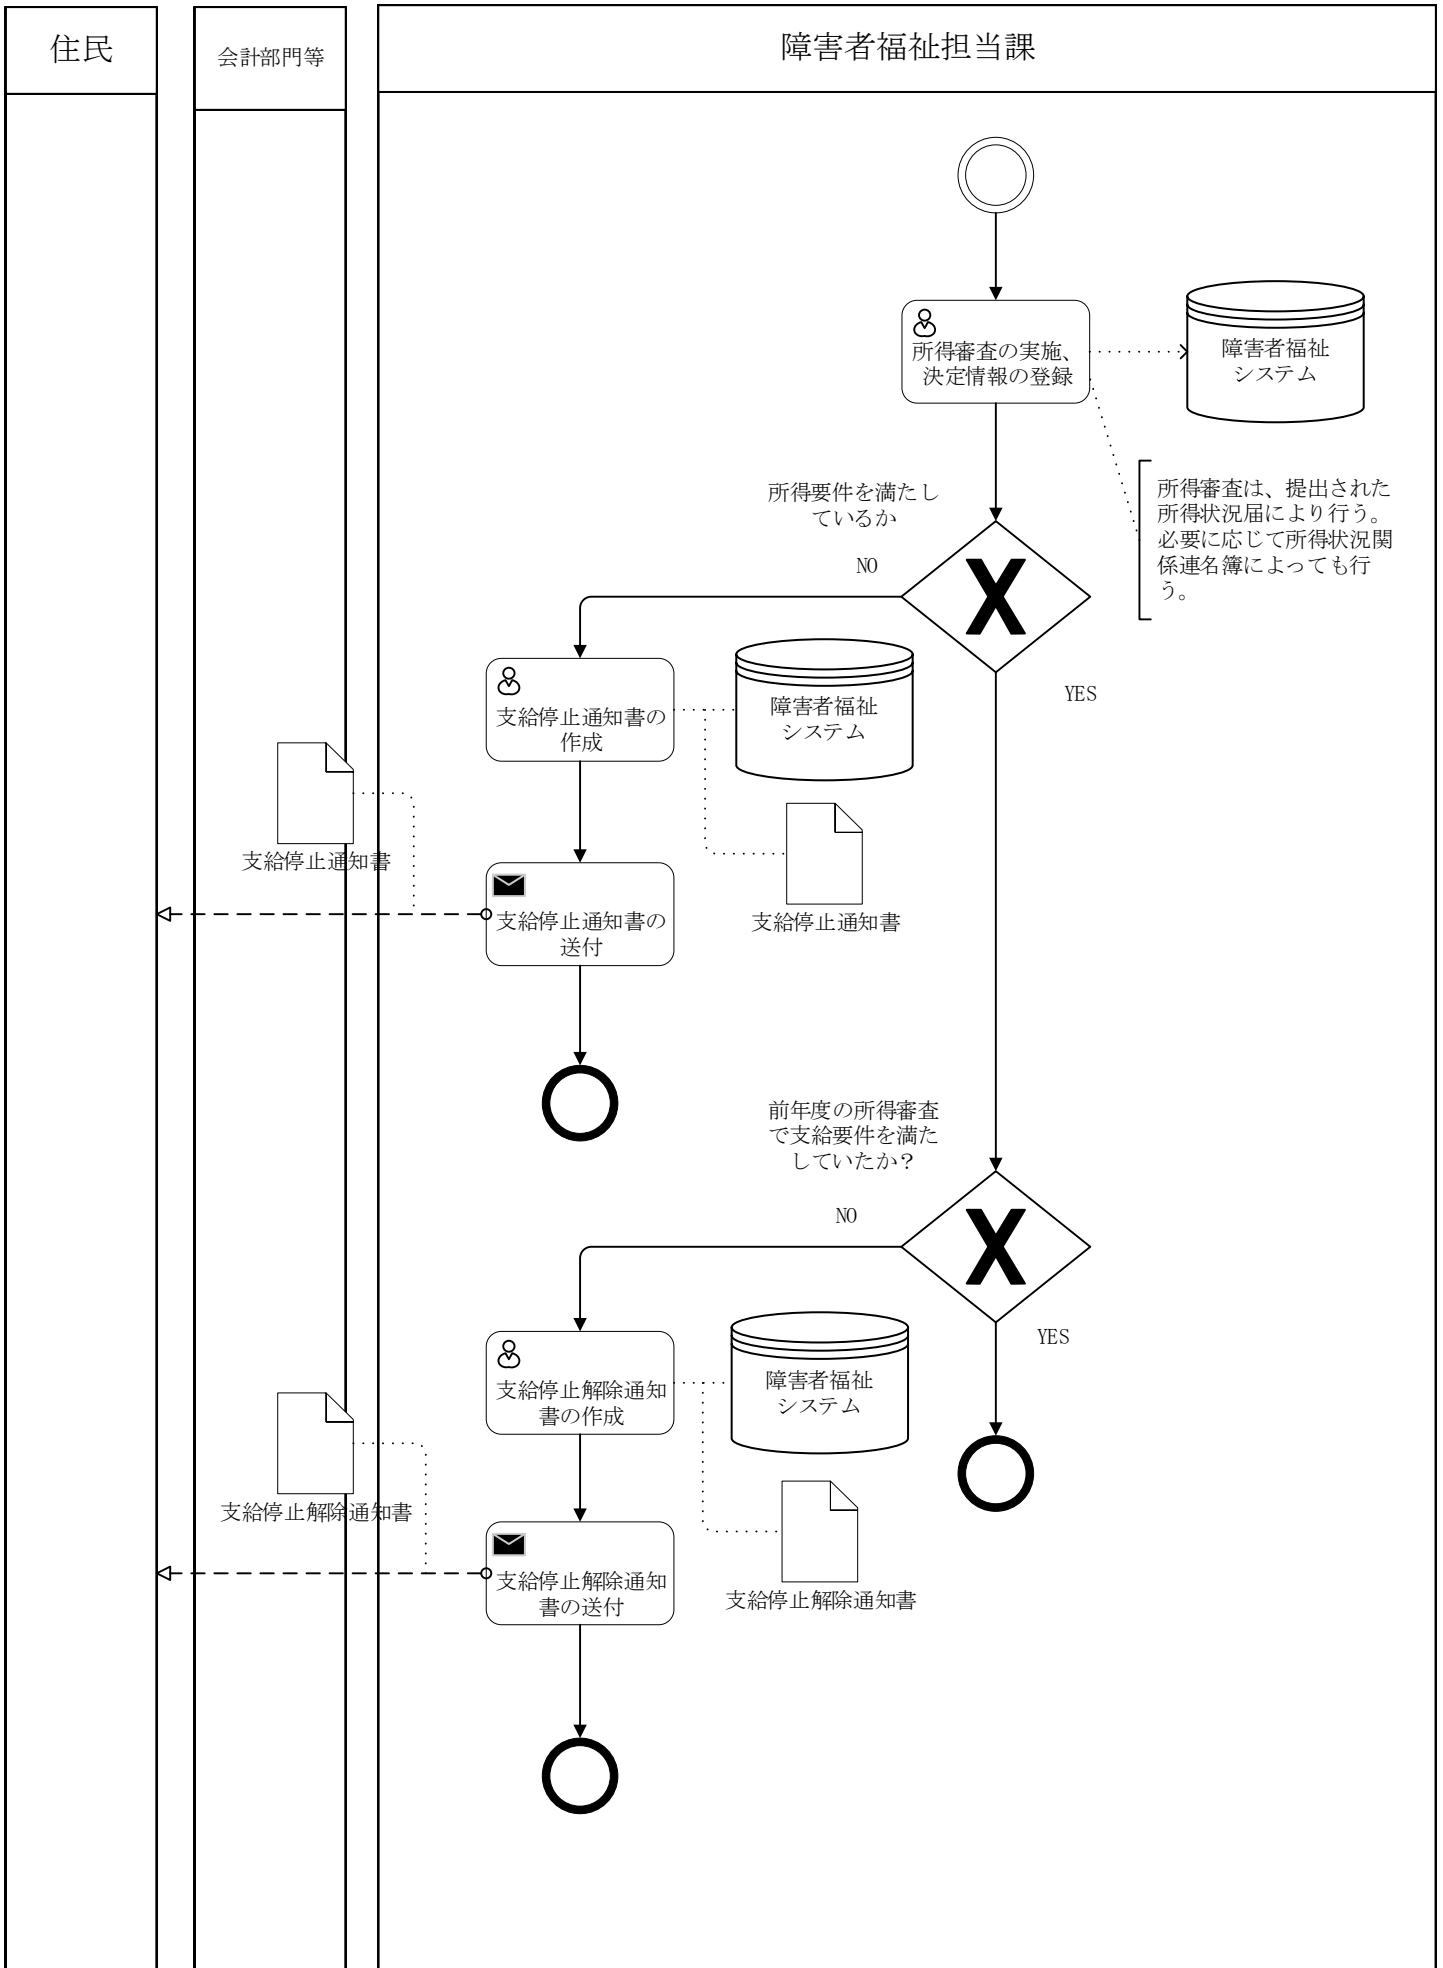 住民
会計部門等
障害者福祉担当課
所得審査の実施、
決定情報の登録
障害者福祉
システム
所得要件を満たし
ているか
所得審査は、提出された
所得状況届により行う。
必要に応じて所得状況関
係連名簿によっても行
う。
NO
YES
支給停止通知書の
作成
障害者福祉
システム
支給停止通知書
支給停止通知書
支給停止通知書の
送付
前年度の所得審査
で支給要件を満た
していたか？
NO
YES
支給停止解除通知
書の作成
障害者福祉
システム
支給停止解除通知書
支給停止解除通知書
支給停止解除通知
書の送付